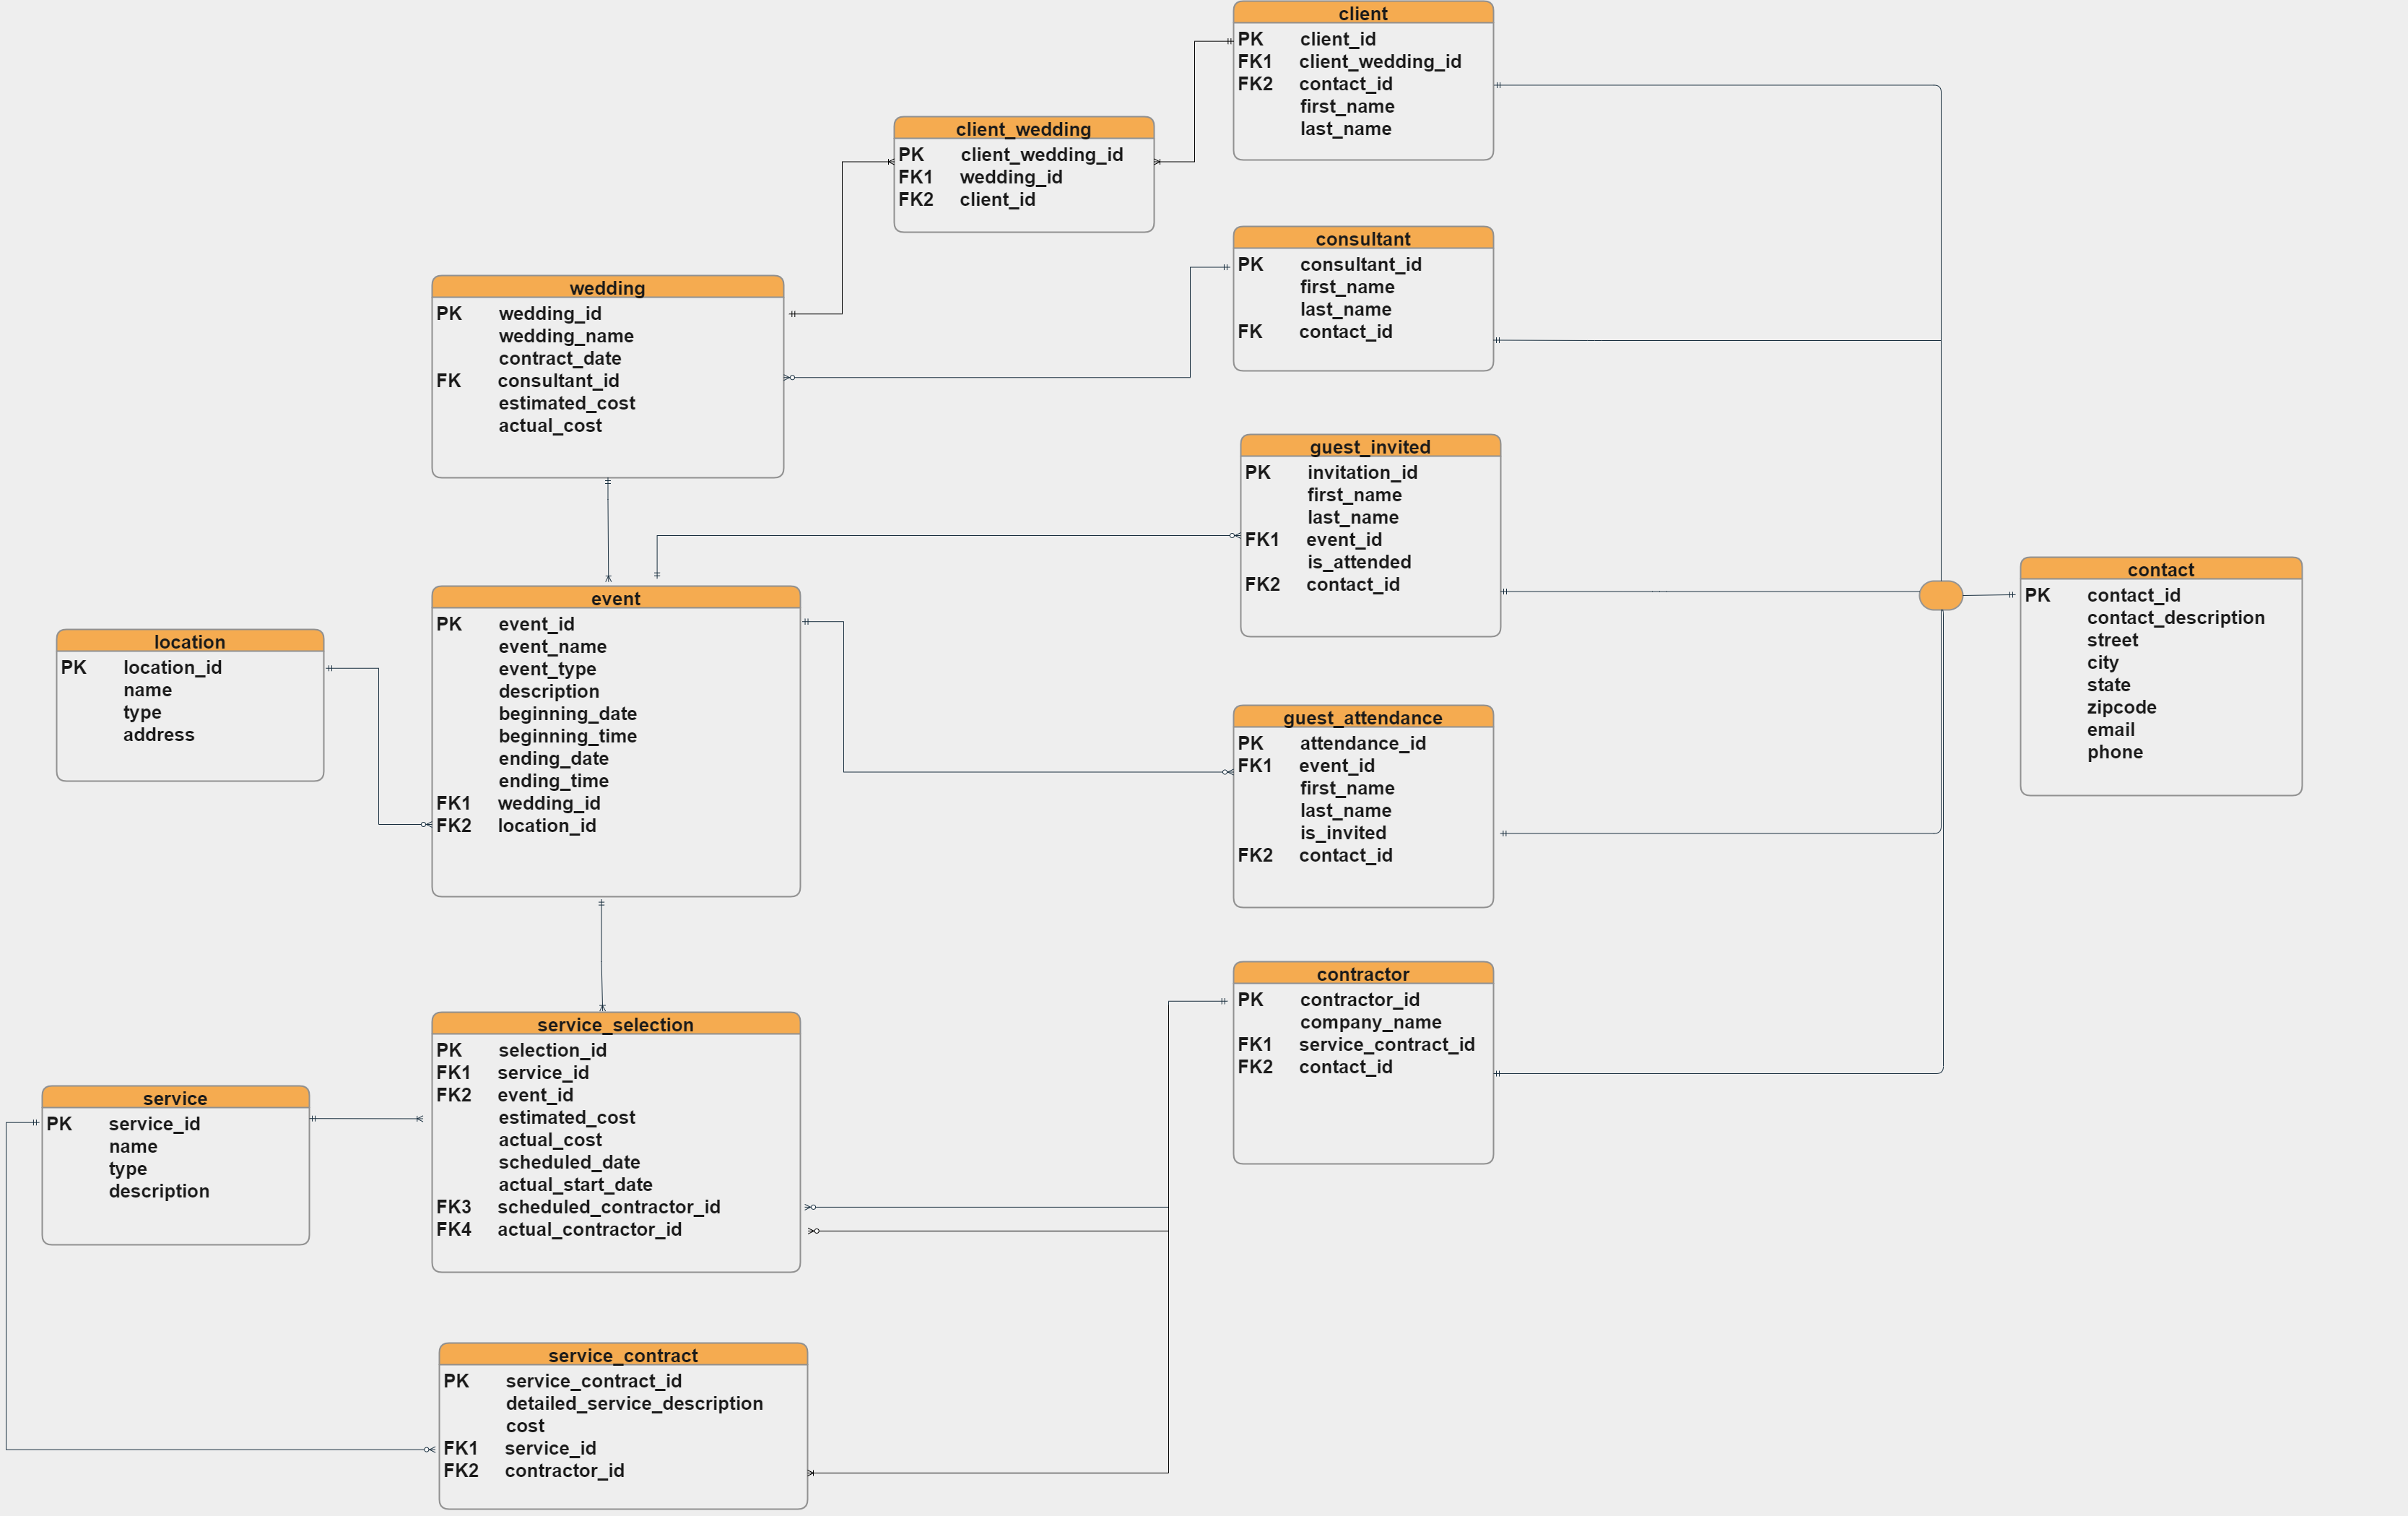 client
PK client_id
FK1 client_wedding_id
FK2 contact_id
first_name
last_name
client_wedding
PK client_wedding_id
FK1 wedding_id
FK2 client_id
consultant
PK consultant_id
first_name
last_name
FK contact_id
wedding
PK wedding_id
wedding_name
contract_date
FK consultant_id
estimated_cost
actual_cost
guest_invited
PK invitation_id
first_name
last_name
FK1 event_id
is_attended
FK2 contact_id
contact
PK contact_id
contact_description
street
city
state
zipcode
email
phone
event
PK event_id
event_name
event_type
description
beginning_date
beginning_time
ending_date
ending_time
FK1 wedding_id
FK2 location_id
location
PK location_id
name
type
address
guest_attendance
PK attendance_id
FK1 event_id
first_name
last_name
is_invited
FK2 contact_id
contractor
PK contractor_id
company_name
FK1 service_contract_id
FK2 contact_id
service_selection
PK selection_id
FK1 service_id
FK2 event_id
estimated_cost
actual_cost
scheduled_date
actual_start_date
FK3 scheduled_contractor_id
FK4 actual_contractor_id
service
PK service_id
name
type
description
service_contract
PK service_contract_id
detailed_service_description
cost
FK1 service_id
FK2 contractor_id